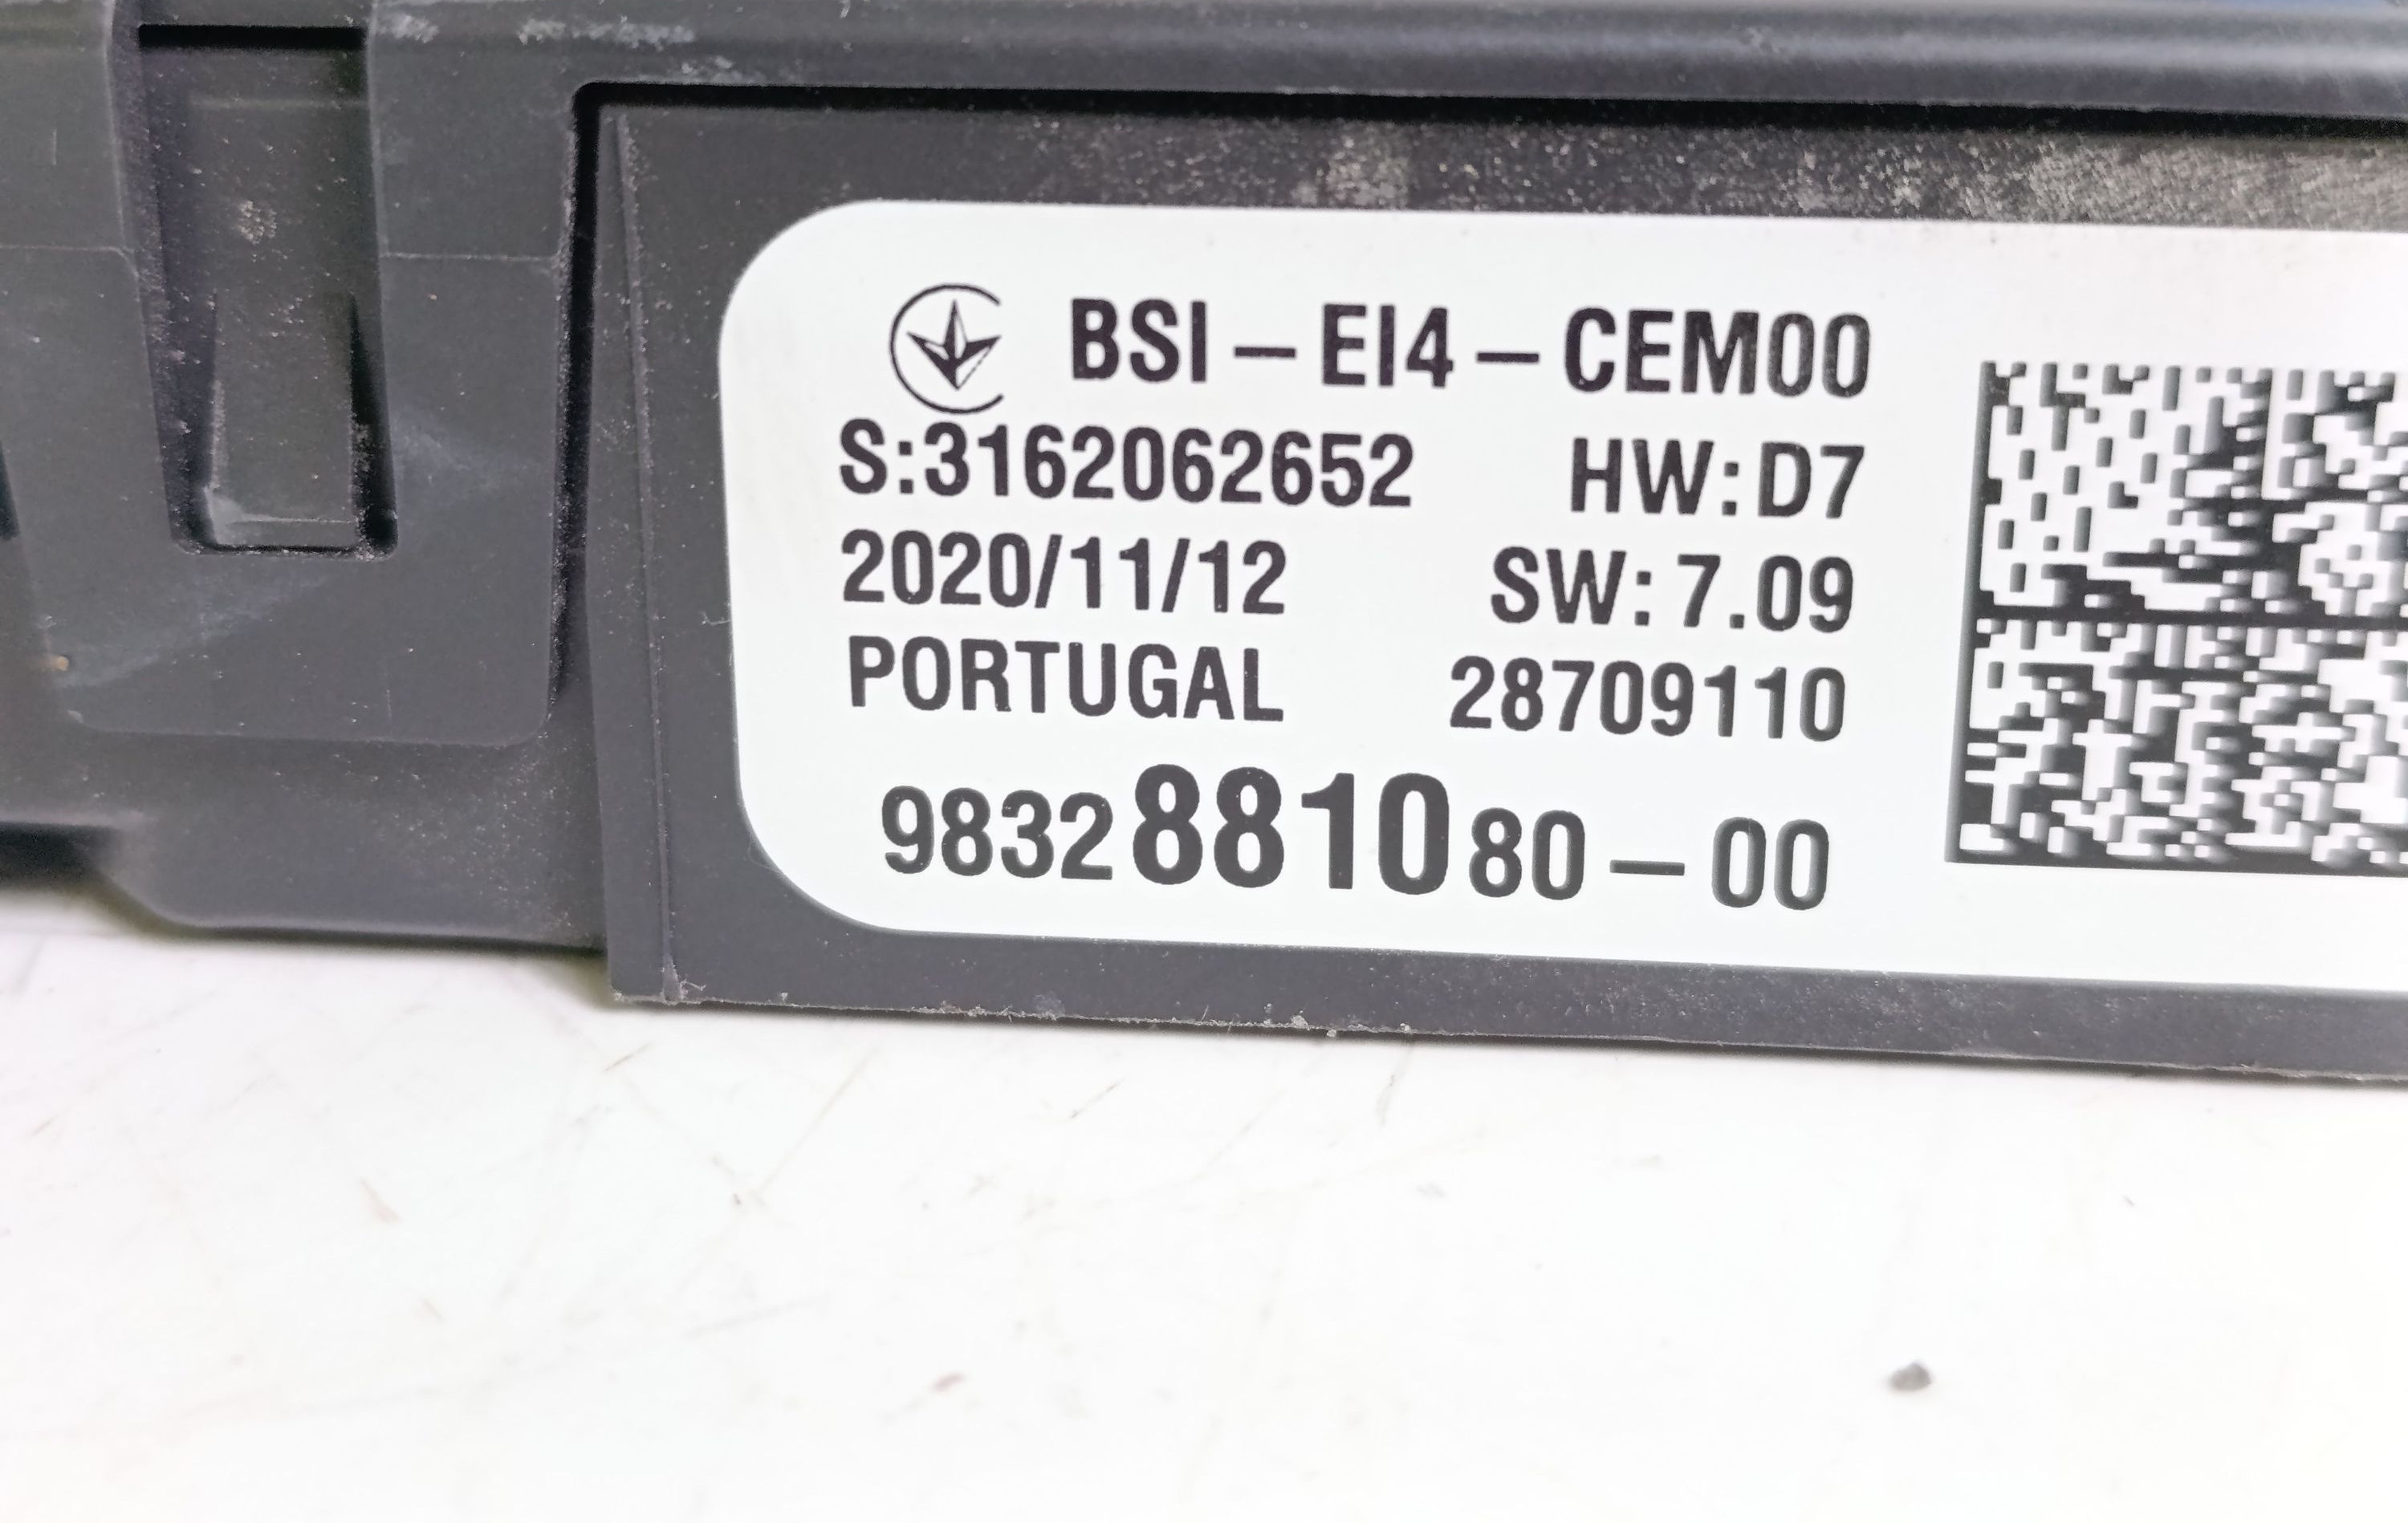 BSI-EI4-CEM00
S:3162062652 HW:D7
2020/11/12 SW:7.09
PORTUGAL 28709110
9832881080-00